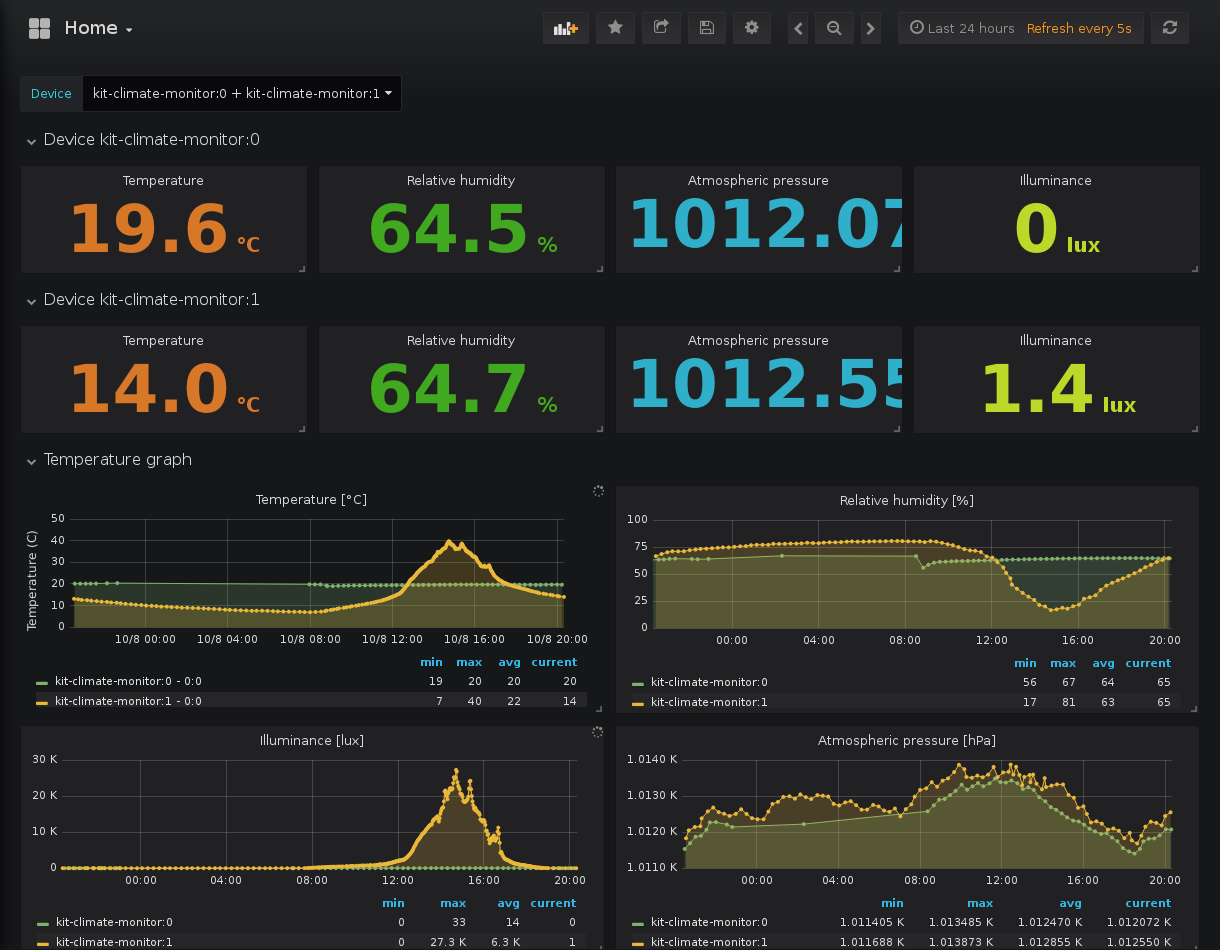 Home
Last 24 hours Refresh every 5s
Device kit-climate-monitor:0 + kit-climate-monitor:1
Device kit-climate-monitor:0
Temperature Relative humidity Atmospheric pressure Illuminance
19.6 °C 64.5 % 1012.07 0 lux
Device kit-climate-monitor:1
Temperature Relative humidity Atmospheric pressure Illuminance
14.0 °C 64.7 % 1012.55 1.4 lux
Temperature graph
Temperature [°C]
Temperature (C)
50
40
30
20
10
0
10/8 00:00 10/8 04:00 10/8 08:00 10/8 12:00 10/8 16:00 10/8 20:00
min max avg current
kit-climate-monitor:0 - 0:0 19 20 20 20
kit-climate-monitor:1 - 0:0 7 40 22 14
Relative humidity [%]
100
75
50
25
0
00:00 04:00 08:00 12:00 16:00 20:00
min max avg current
kit-climate-monitor:0 56 67 64 65
kit-climate-monitor:1 17 81 63 65
Illuminance [lux]
30 K
20 K
10 K
0
00:00 04:00 08:00 12:00 16:00 20:00
min max avg current
kit-climate-monitor:0 0 33 14 0
kit-climate-monitor:1 0 27.3 K 6.3 K 1
Atmospheric pressure [hPa]
1.0140 K
1.0130 K
1.0120 K
1.0110 K
00:00 04:00 08:00 12:00 16:00 20:00
min max avg current
kit-climate-monitor:0 1.011405 K 1.013485 K 1.012470 K 1.012072 K
kit-climate-monitor:1 1.011688 K 1.013873 K 1.012855 K 1.012550 K